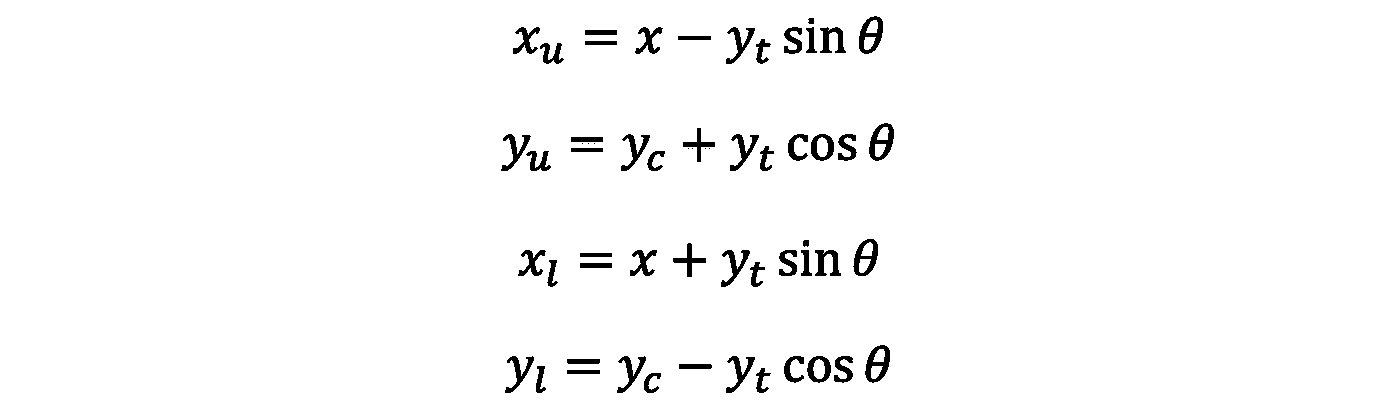 x_u = x − y_t sin θ
y_u = y_c + y_t cos θ
x_l = x + y_t sin θ
y_l = y_c − y_t cos θ